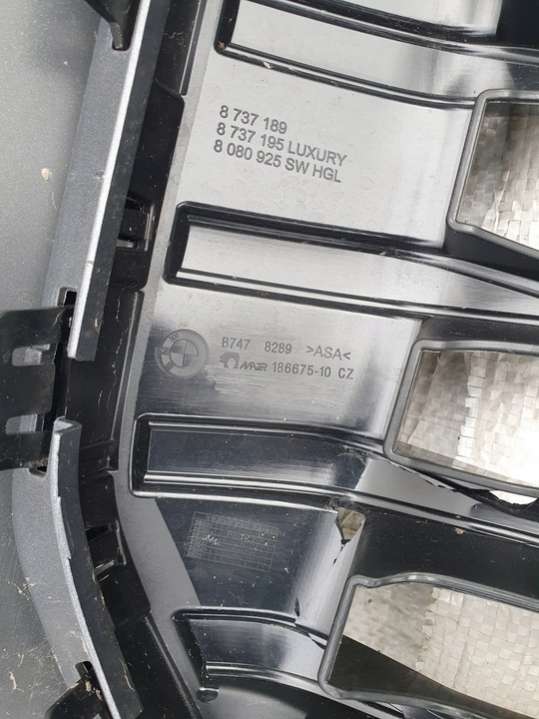 8 737 189
8 737 195 LUXURY
8 080 925 SW HGL
8747 8289 >ASA<
186675-10 CZ